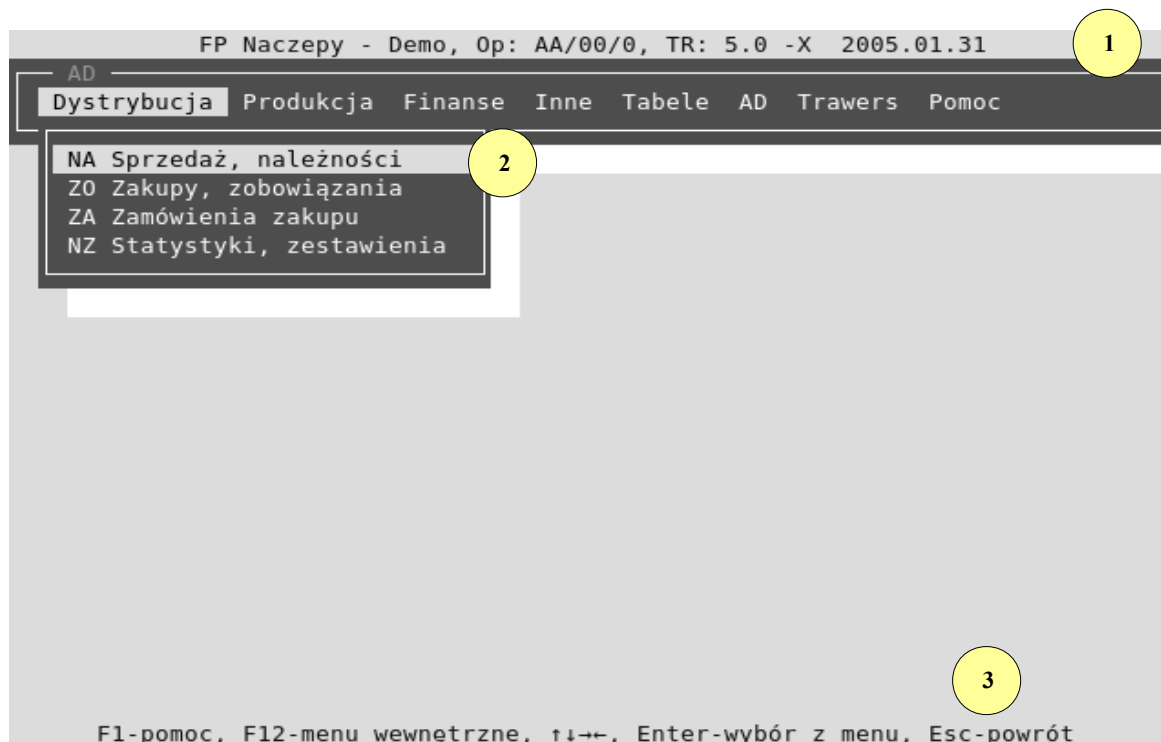 FP Naczepy - Demo, Op: AA/00/0, TR: 5.0 -X 2005.01.31
1
AD
Dystrybucja Produkcja Finanse Inne Tabele AD Trawers Pomoc
NA Sprzedaż, należności
2
ZO Zakupy, zobowiązania
ZA Zamówienia zakupu
NZ Statystyki, zestawienia
3
F1-pomoc, F12-menu wewnętrzne, ↑↓→←, Enter-wybór z menu, Esc-powrót